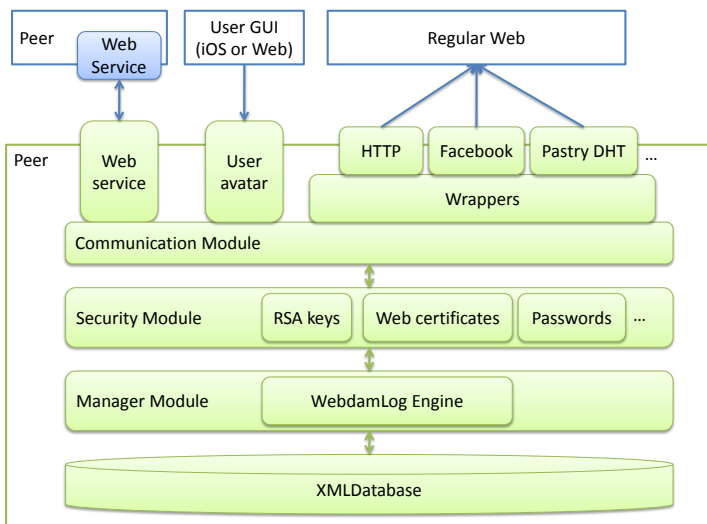 Peer
Web
Service
User GUI
(iOS or Web)
Regular Web
Peer
Web
service
User
avatar
HTTP
Facebook
Pastry DHT
...
Wrappers
Communication Module
Security Module
RSA keys
Web certificates
Passwords
...
Manager Module
WebdamLog Engine
XMLDatabase